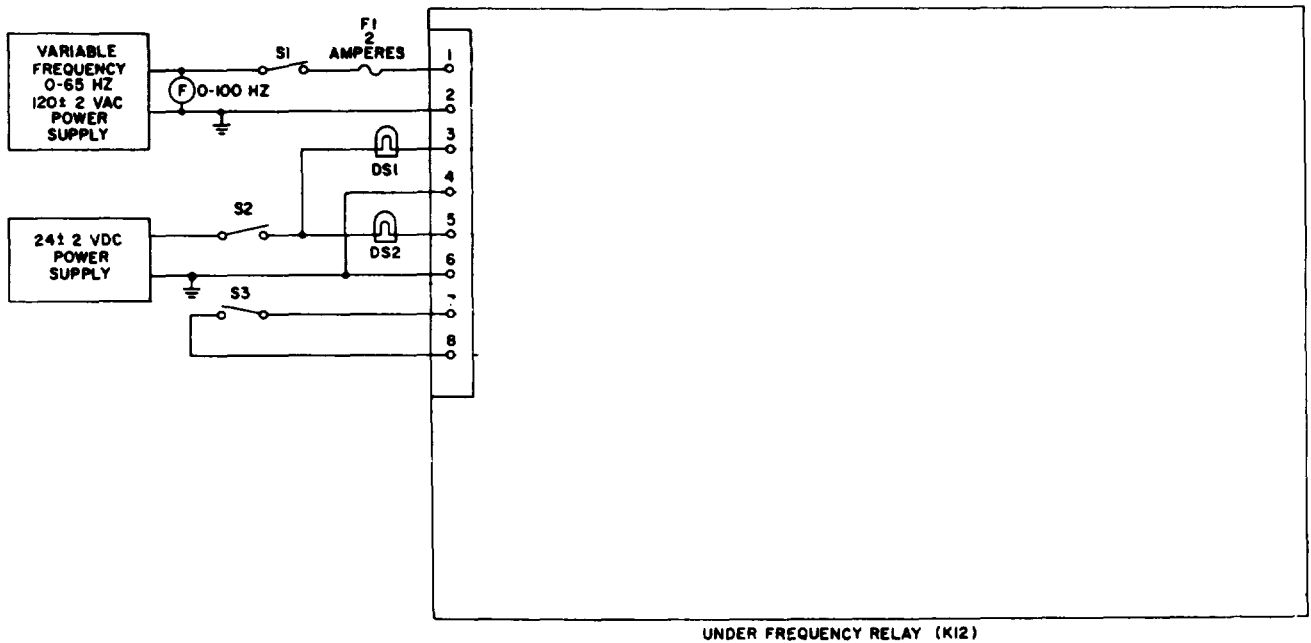 VARIABLE
FREQUENCY
0-65 HZ
120± 2 VAC
POWER
SUPPLY
F
0-100 HZ
S1
F1
2
AMPERES
1
2
3
DS1
4
S2
5
DS2
24± 2 VDC
POWER
SUPPLY
6
S3
7
8
UNDER FREQUENCY RELAY (K12)